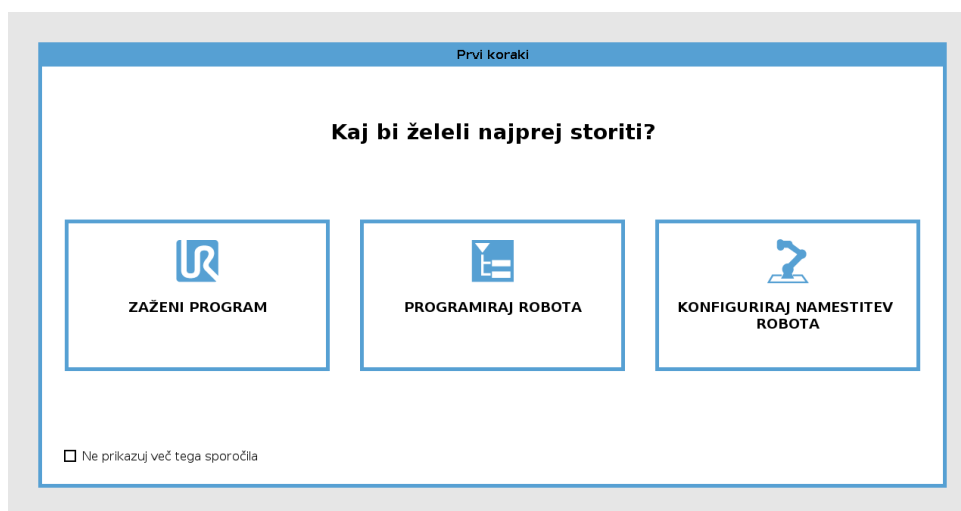 Prvi koraki
Kaj bi želeli najprej storiti?
ZAŽENI PROGRAM
PROGRAMIRAJ ROBOTA
KONFIGURIRAJ NAMESTITEV
ROBOTA
Ne prikazuj več tega sporočila